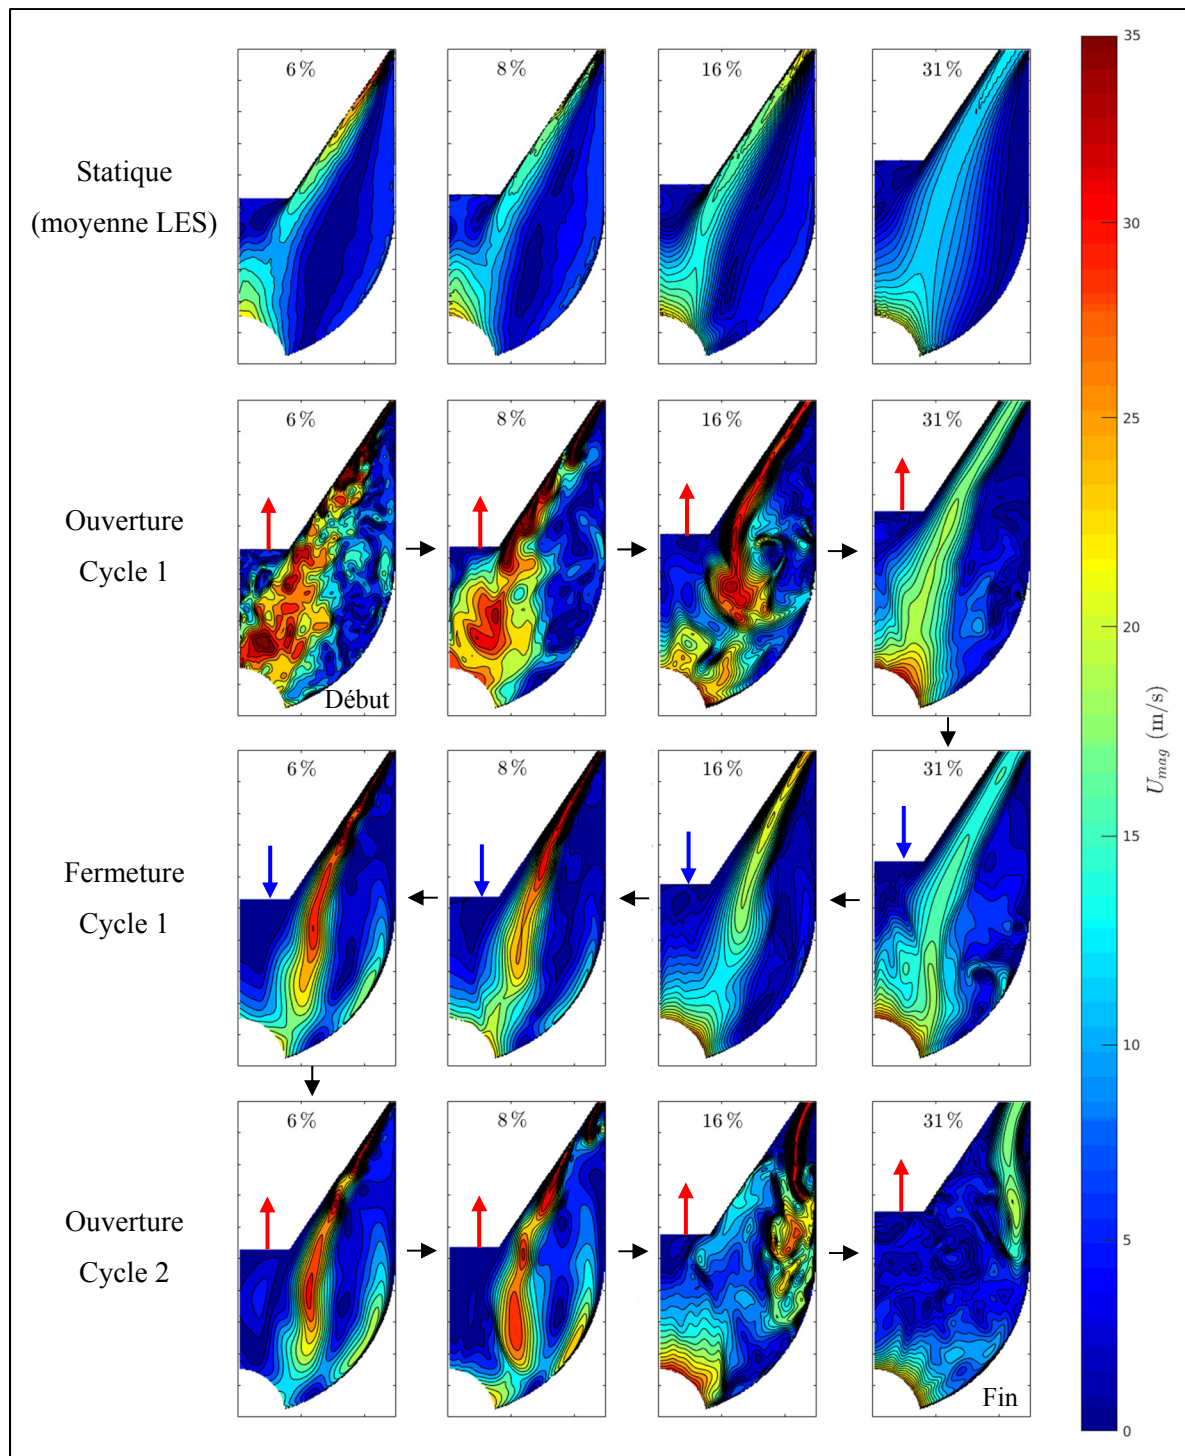 6 %
8 %
16 %
31 %
Statique
(moyenne LES)
6 %
8 %
16 %
31 %
Ouverture
Cycle 1
Début
6 %
8 %
16 %
31 %
Fermeture
Cycle 1
6 %
8 %
16 %
31 %
Ouverture
Cycle 2
Fin
35
30
25
20
15
10
5
0
U_mag (m/s)